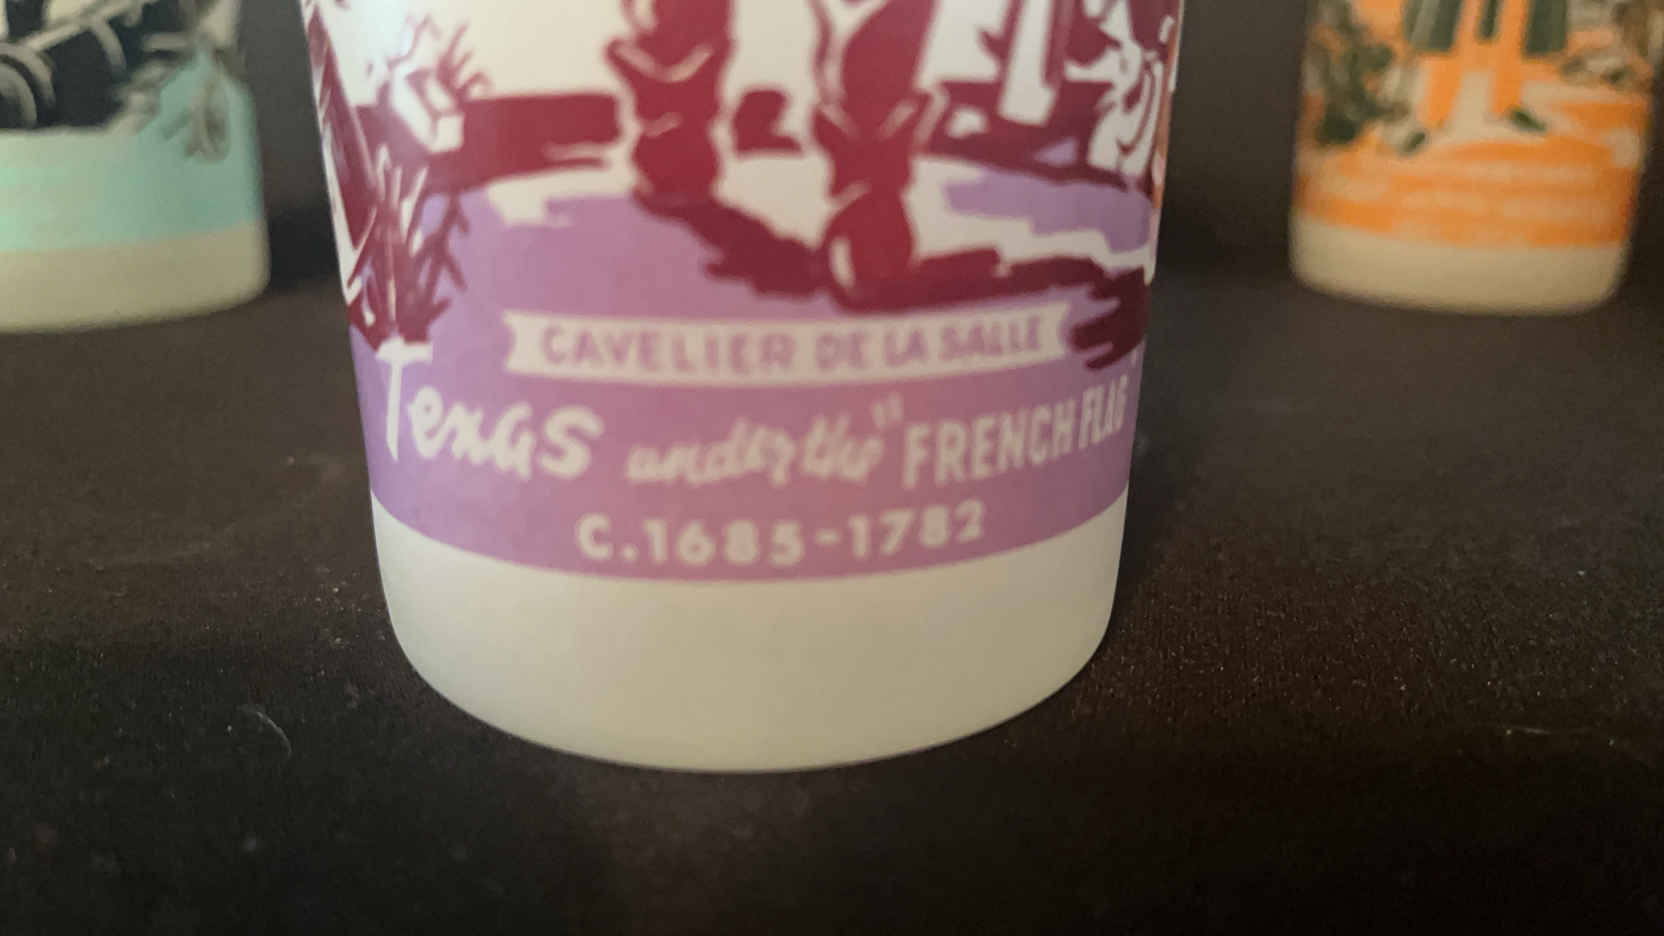 CAVELIER DE LA SALLE
Texas under the "FRENCH FLAG"
C.1685-1782